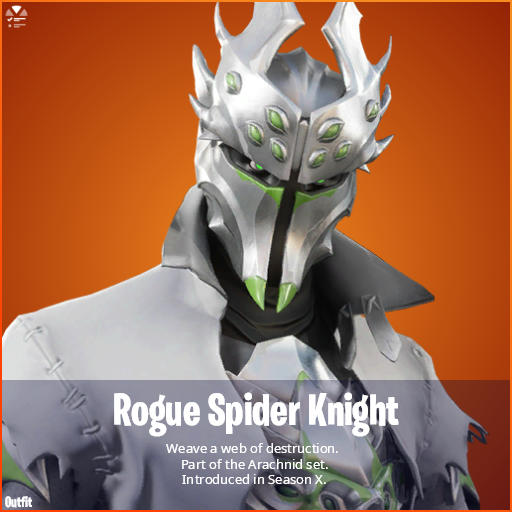 Rogue Spider Knight
Weave a web of destruction.
Part of the Arachnid set.
Introduced in Season X.
Outfit